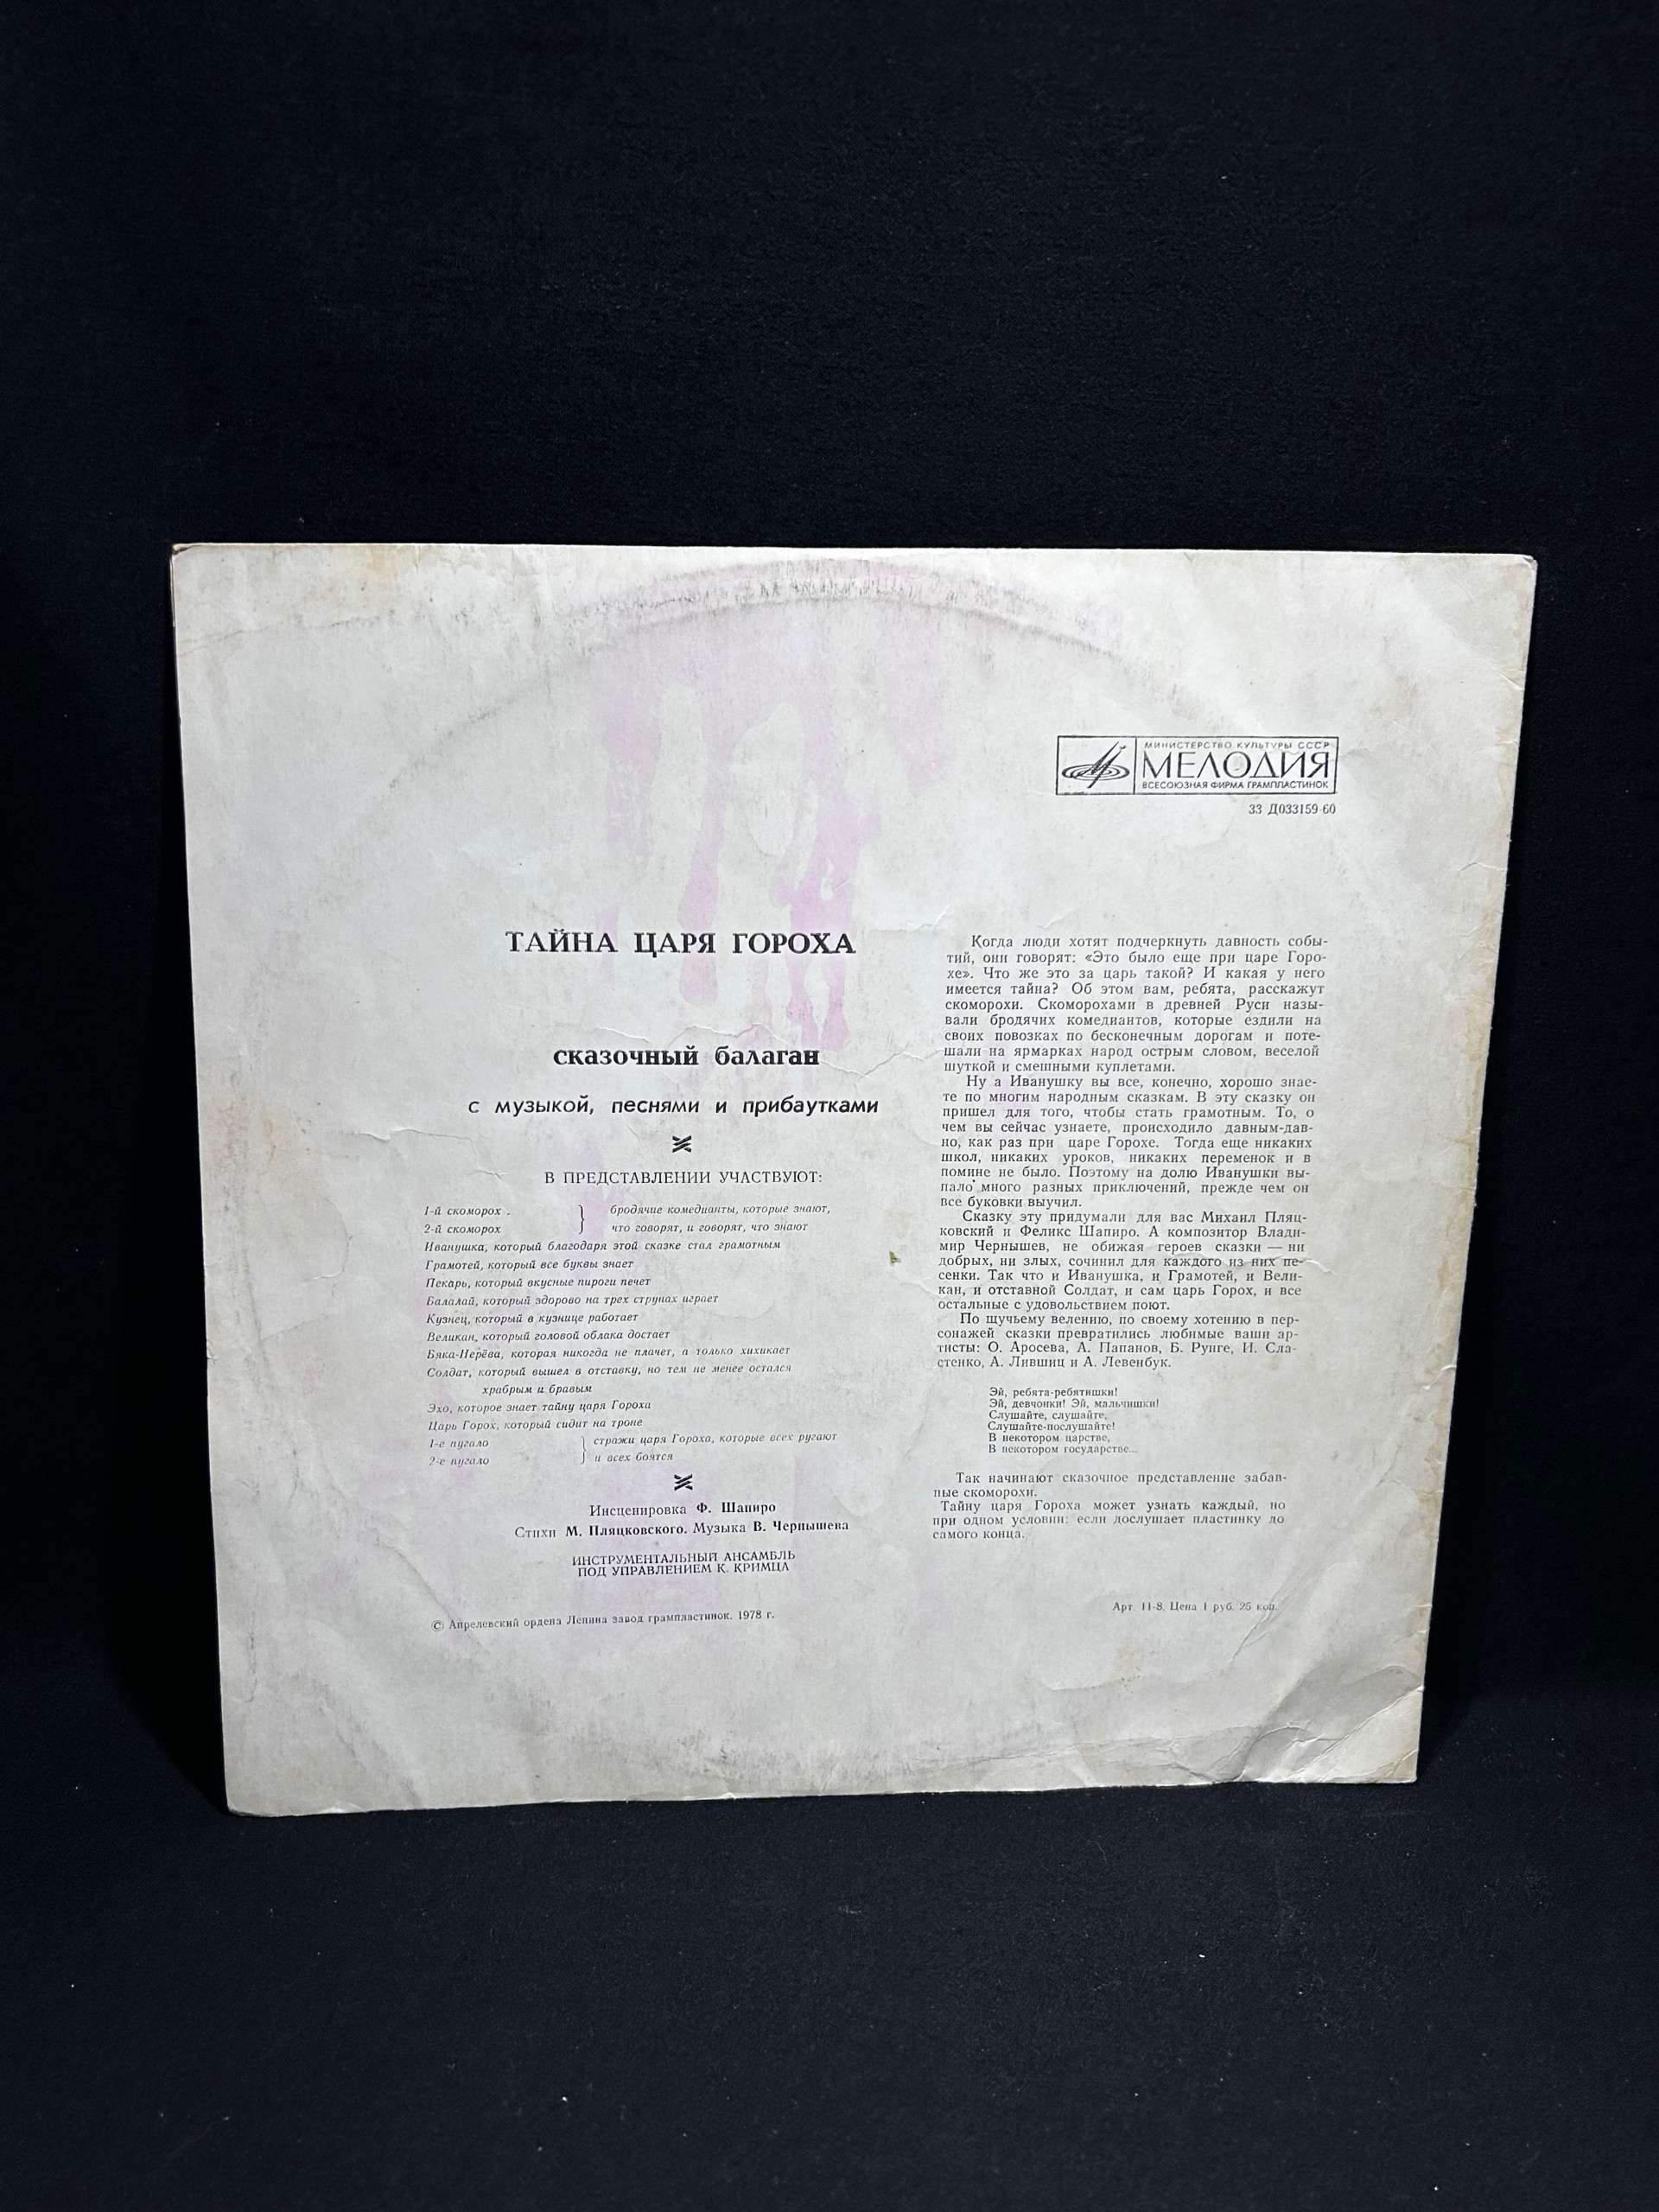 МИНИСТЕРСТВО КУЛЬТУРЫ СССР
МЕЛОДИЯ
ВСЕСОЮЗНАЯ ФИРМА ГРАМПЛАСТИНОК
33 Д033159-60
ТАЙНА ЦАРЯ ГОРОХА
сказочный балаган
с музыкой, песнями и прибаутками
В ПРЕДСТАВЛЕНИИ УЧАСТВУЮТ:
1-й скоморох . } бродячие комедианты, которые знают,
2-й скоморох } что говорят, и говорят, что знают
Иванушка, который благодаря этой сказке стал грамотным
Грамотей, который все буквы знает
Пекарь, который вкусные пироги печет
Балалай, который здорово на трех струнах играет
Кузнец, который в кузнице работает
Великан, который головой облака достает
Бяка-Нерёва, которая никогда не плачет, а только хихикает
Солдат, который вышел в отставку, но тем не менее остался
храбрым и бравым
Эхо, которое знает тайну царя Гороха
Царь Горох, который сидит на троне
1-е пугало } стражи царя Гороха, которые всех ругают
2-е пугало } и всех боятся
Инсценировка Ф. Шапиро
Стихи М. Пляцковского. Музыка В. Чернышева
ИНСТРУМЕНТАЛЬНЫЙ АНСАМБЛЬ
ПОД УПРАВЛЕНИЕМ К. КРИМЦА
© Апрелевский ордена Ленина завод грампластинок, 1978 г.
Когда люди хотят подчеркнуть давность собы-
тий, они говорят: «Это было еще при царе Горо-
хе». Что же это за царь такой? И какая у него
имеется тайна? Об этом вам, ребята, расскажут
скоморохи. Скоморохами в древней Руси назы-
вали бродячих комедиантов, которые ездили на
своих повозках по бесконечным дорогам и поте-
шали на ярмарках народ острым словом, веселой
шуткой и смешными куплетами.
Ну а Иванушку вы все, конечно, хорошо знае-
те по многим народным сказкам. В эту сказку он
пришел для того, чтобы стать грамотным. То, о
чем вы сейчас узнаете, происходило давным-дав-
но, как раз при царе Горохе. Тогда еще никаких
школ, никаких уроков, никаких переменок и в
помине не было. Поэтому на долю Иванушки вы-
пало много разных приключений, прежде чем он
все буковки выучил.
Сказку эту придумали для вас Михаил Пляц-
ковский и Феликс Шапиро. А композитор Влади-
мир Чернышев, не обижая героев сказки — ни
добрых, ни злых, сочинил для каждого из них пе-
сенки. Так что и Иванушка, и Грамотей, и Вели-
кан, и отставной Солдат, и сам царь Горох, и все
остальные с удовольствием поют.
По щучьему велению, по своему хотению в пер-
сонажей сказки превратились любимые ваши ар-
тисты: О. Аросева, А. Папанов, Б. Рунге, И. Сла-
стенко, А. Лившиц и А. Левенбук.
Эй, ребята-ребятишки!
Эй, девчонки! Эй, мальчишки!
Слушайте, слушайте,
Слушайте-послушайте!
В некотором царстве,
В некотором государстве...
Так начинают сказочное представление забав-
ные скоморохи.
Тайну царя Гороха может узнать каждый, но
при одном условии: если дослушает пластинку до
самого конца.
Арт. 11-8. Цена 1 руб. 25 коп.